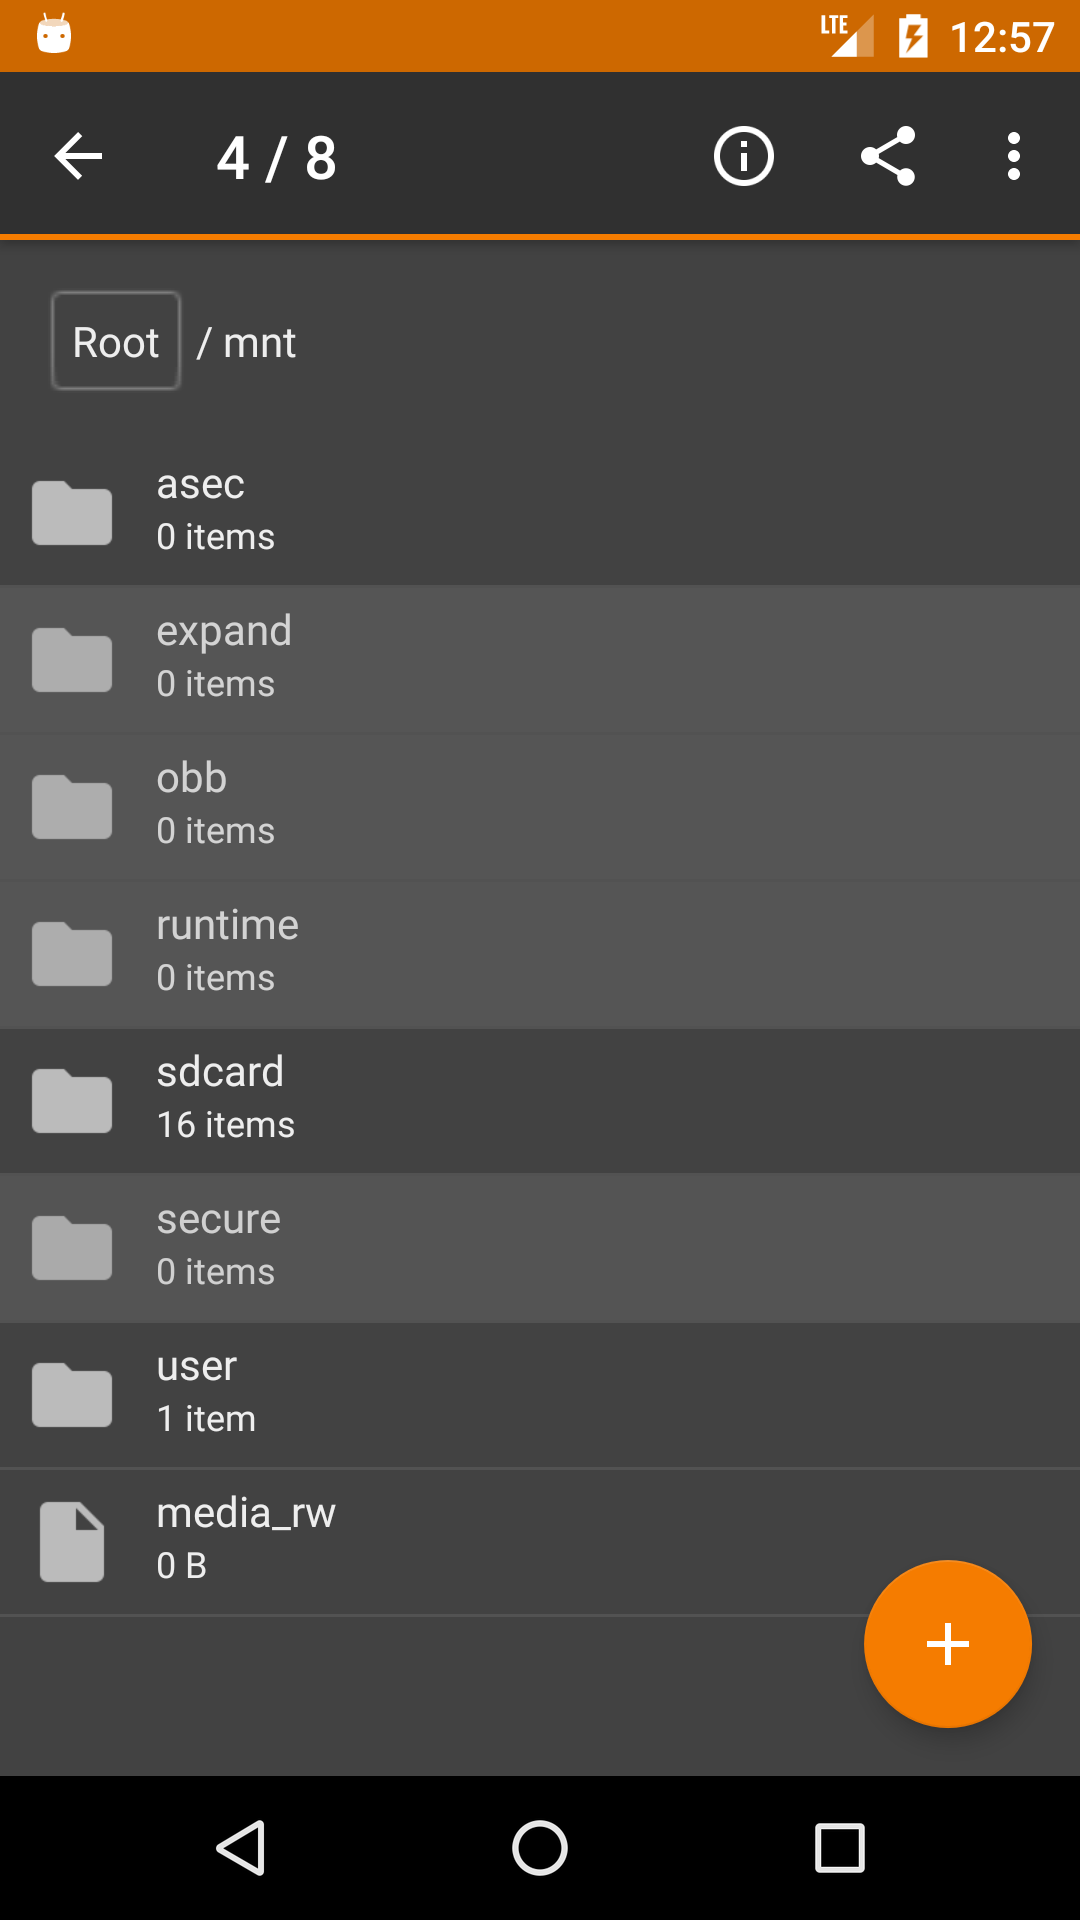 LTE 12:57
4 / 8
Root / mnt
asec
0 items
expand
0 items
obb
0 items
runtime
0 items
sdcard
16 items
secure
0 items
user
1 item
media_rw
0 B